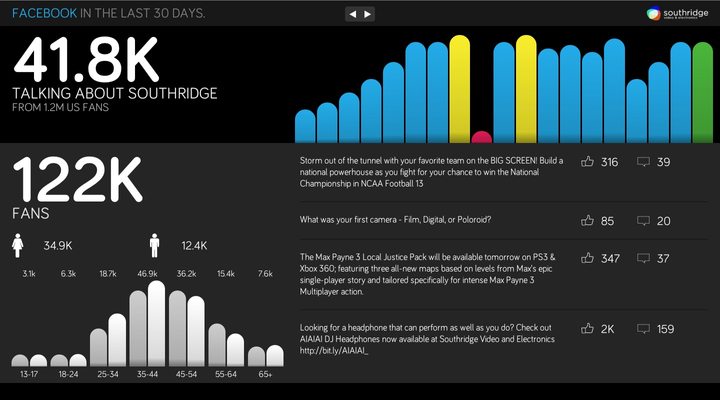 FACEBOOK IN THE LAST 30 DAYS.
southridge
video & electronics
41.8K
TALKING ABOUT SOUTHRIDGE
FROM 1.2M US FANS
122K
FANS
34.9K
12.4K
3.1k 6.3k 18.7k 46.9k 36.2k 15.4k 7.6k
13-17 18-24 25-34 35-44 45-54 55-64 65+
Storm out of the tunnel with your favorite team on the BIG SCREEN! Build a
national powerhouse as you fight for your chance to win the National
Championship in NCAA Football 13
316 39
What was your first camera - Film, Digital, or Poloroid?
85 20
The Max Payne 3 Local Justice Pack will be available tomorrow on PS3 &
Xbox 360; featuring three all-new maps based on levels from Max's epic
single-player story and tailored specifically for intense Max Payne 3
Multiplayer action.
347 37
Looking for a headphone that can perform as well as you do? Check out
AIAIAI DJ Headphones now available at Southridge Video and Electronics
http://bit.ly/AIAIAI_
2K 159